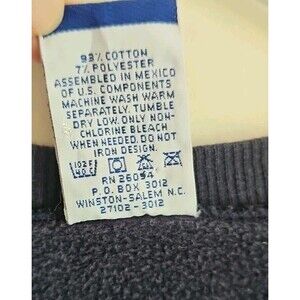 93% COTTON
7% POLYESTER
ASSEMBLED IN MEXICO
OF U.S. COMPONENTS
MACHINE WASH WARM
SEPARATELY. TUMBLE
DRY LOW. ONLY NON-
CHLORINE BLEACH
WHEN NEEDED. DO NOT
IRON DESIGN.
RN 26094
P.O. BOX 3012
WINSTON-SALEM N.C.
27102-3012